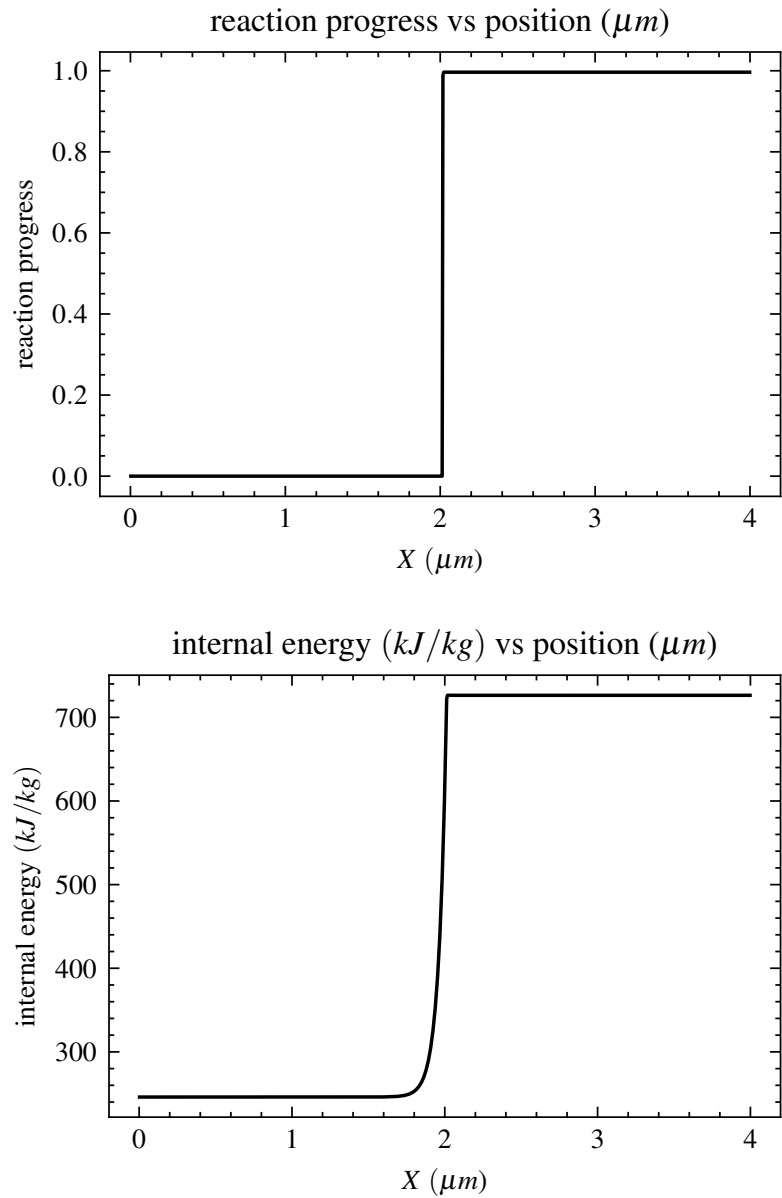 reaction progress vs position (μm)
1.0
0.8
0.6
0.4
0.2
0.0
reaction progress
0 1 2 3 4
X (μm)
internal energy (kJ/kg) vs position (μm)
700
600
500
400
300
internal energy (kJ/kg)
0 1 2 3 4
X (μm)